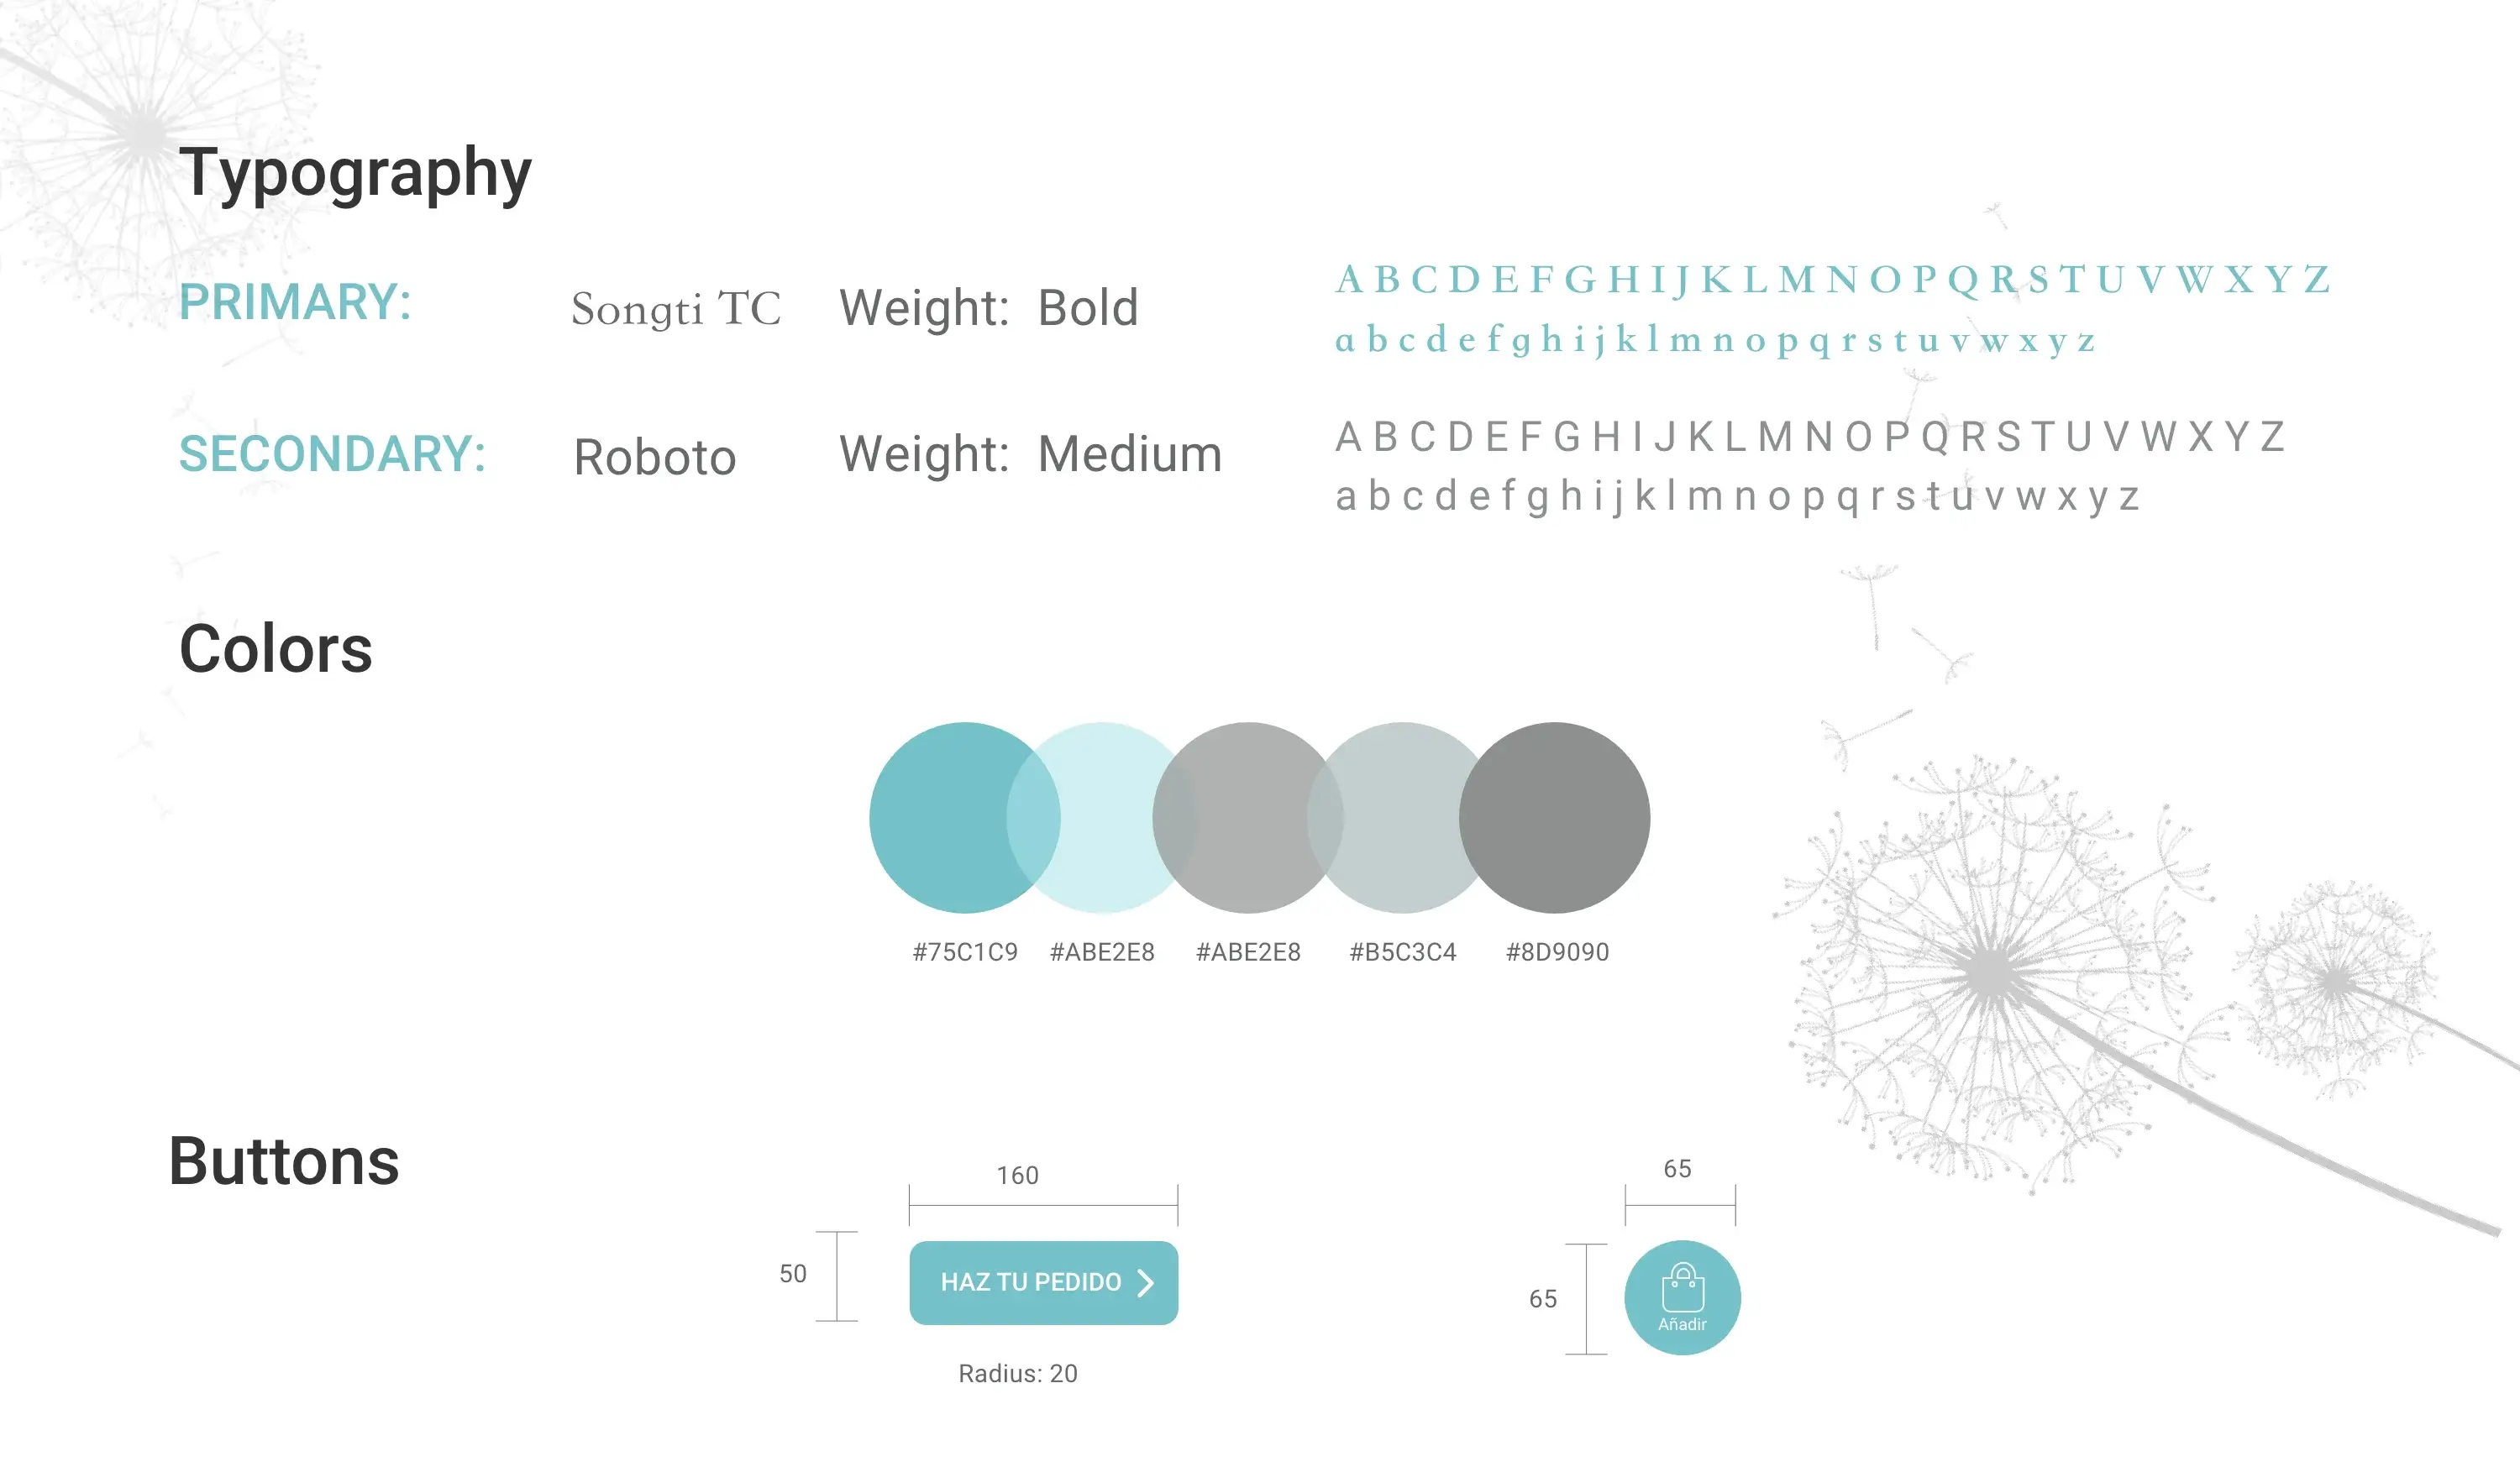 Typography
PRIMARY: Songti TC Weight: Bold
A B C D E F G H I J K L M N O P Q R S T U V W X Y Z
a b c d e f g h i j k l m n o p q r s t u v w x y z
SECONDARY: Roboto Weight: Medium
A B C D E F G H I J K L M N O P Q R S T U V W X Y Z
a b c d e f g h i j k l m n o p q r s t u v w x y z
Colors
#75C1C9 #ABE2E8 #ABE2E8 #B5C3C4 #8D9090
Buttons
160
50
HAZ TU PEDIDO
Radius: 20
65
65
Añadir